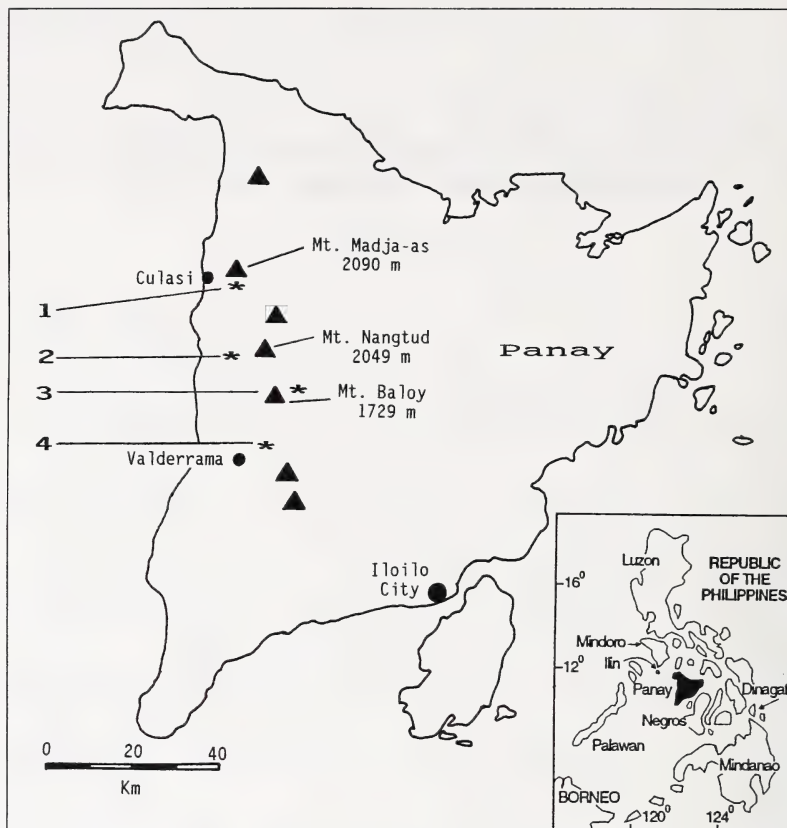 Mt. Madja-as
2090 m
Culasi
1
Mt. Nangtud
2049 m
2
Panay
3
Mt. Baloy
1729 m
4
Valderrama
Iloilo
City
0 20 40
Km
Luzon
REPUBLIC
OF THE
PHILIPPINES
16°
Mindoro
Ilin
12°
Panay
Dinagat
Negros
Palawan
Mindanao
BORNEO
120° 124°